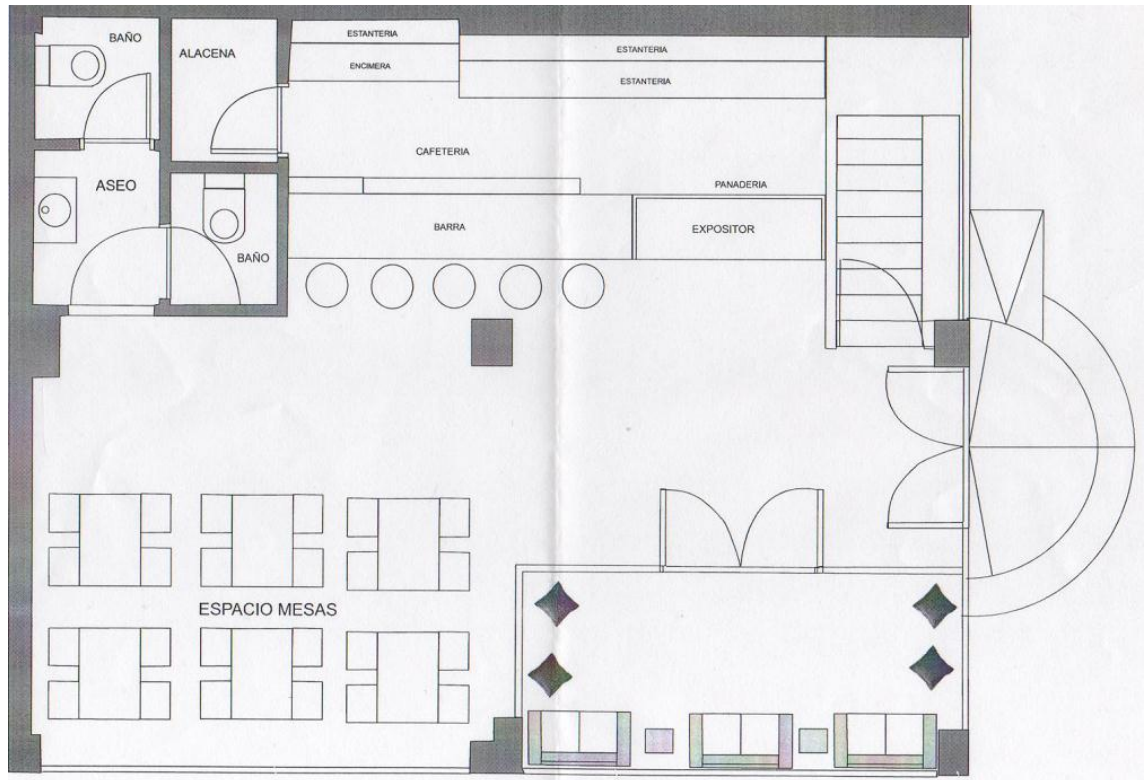 BAÑO
ALACENA
ESTANTERIA
ENCIMERA
ESTANTERIA
ESTANTERIA
CAFETERIA
ASEO
PANADERIA
BARRA
EXPOSITOR
BAÑO
ESPACIO MESAS